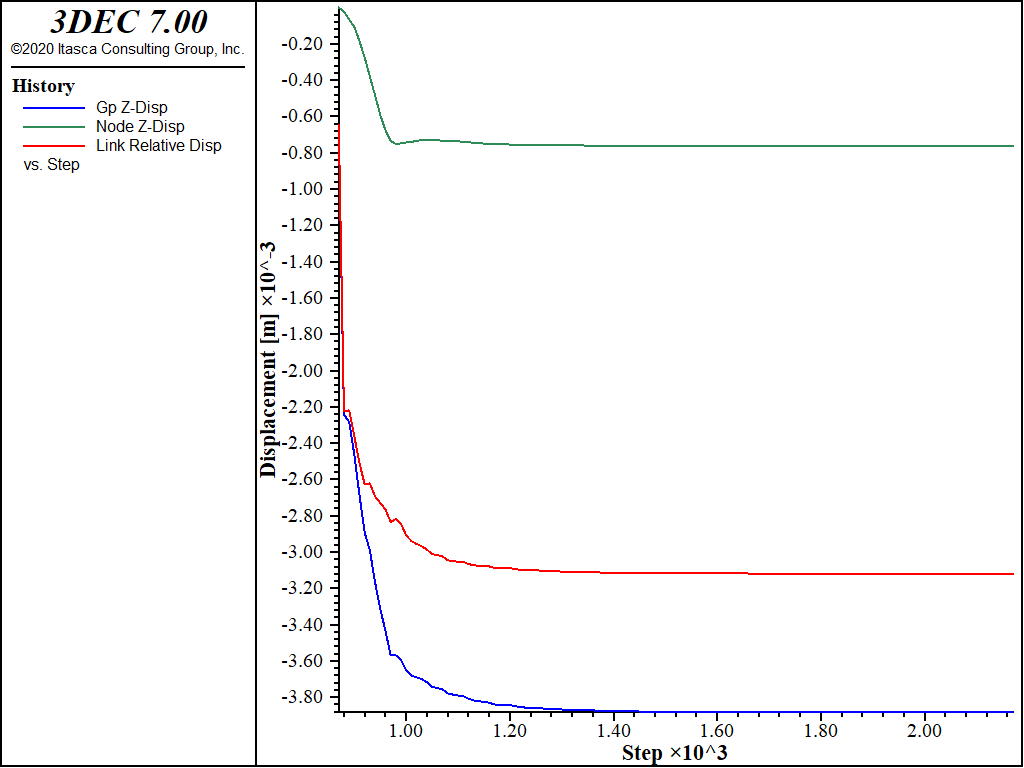 3DEC 7.00
©2020 Itasca Consulting Group, Inc.
History
Gp Z-Disp
Node Z-Disp
Link Relative Disp
vs. Step
Displacement [m] ×10^-3
-0.20
-0.40
-0.60
-0.80
-1.00
-1.20
-1.40
-1.60
-1.80
-2.00
-2.20
-2.40
-2.60
-2.80
-3.00
-3.20
-3.40
-3.60
-3.80
1.00 1.20 1.40 1.60 1.80 2.00
Step ×10^3